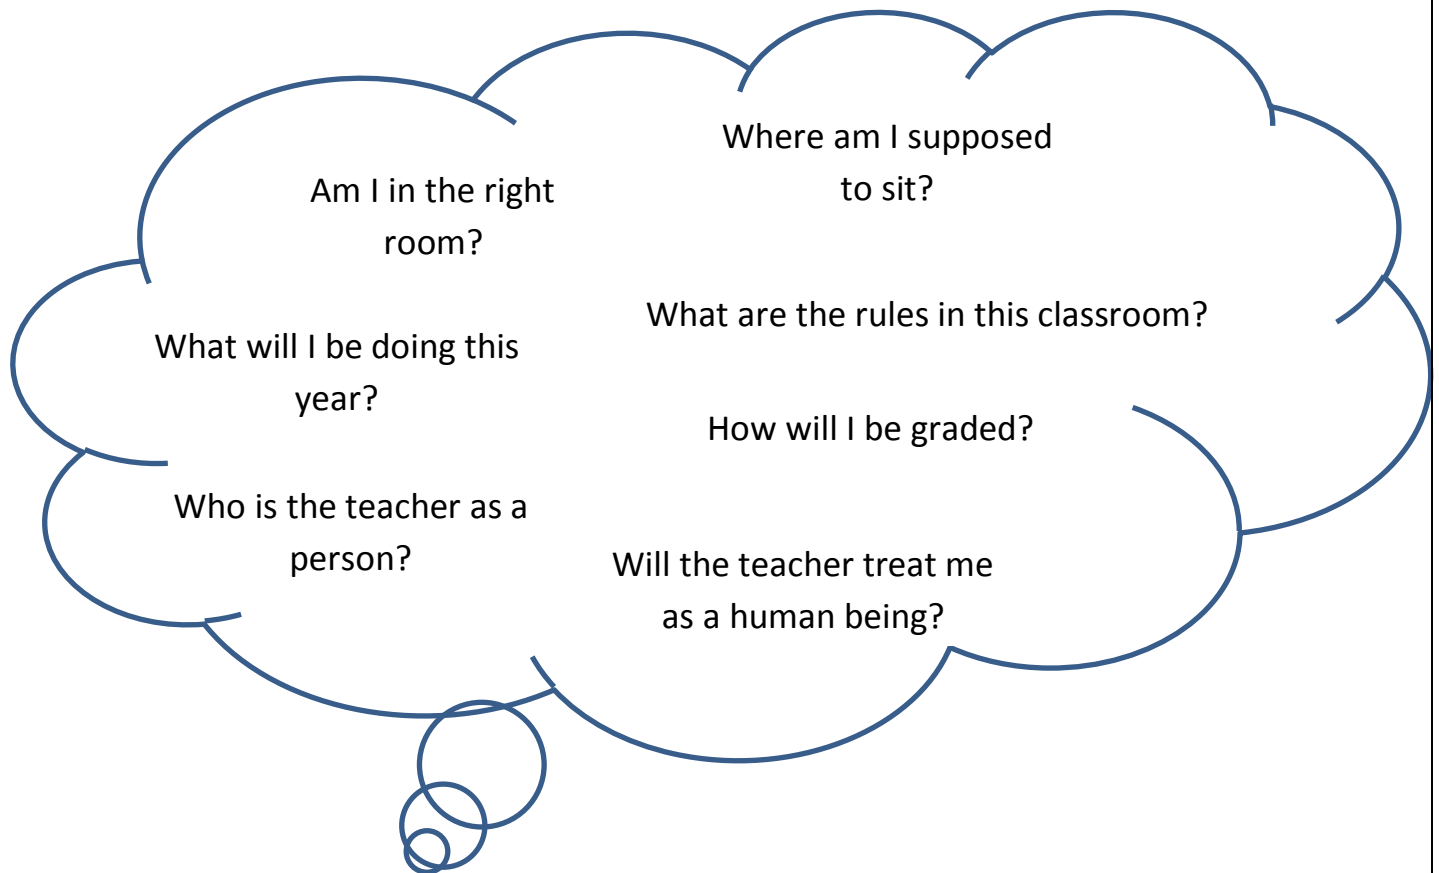 Where am I supposed
to sit?
Am I in the right
room?
What are the rules in this classroom?
What will I be doing this
year?
How will I be graded?
Who is the teacher as a
person?
Will the teacher treat me
as a human being?